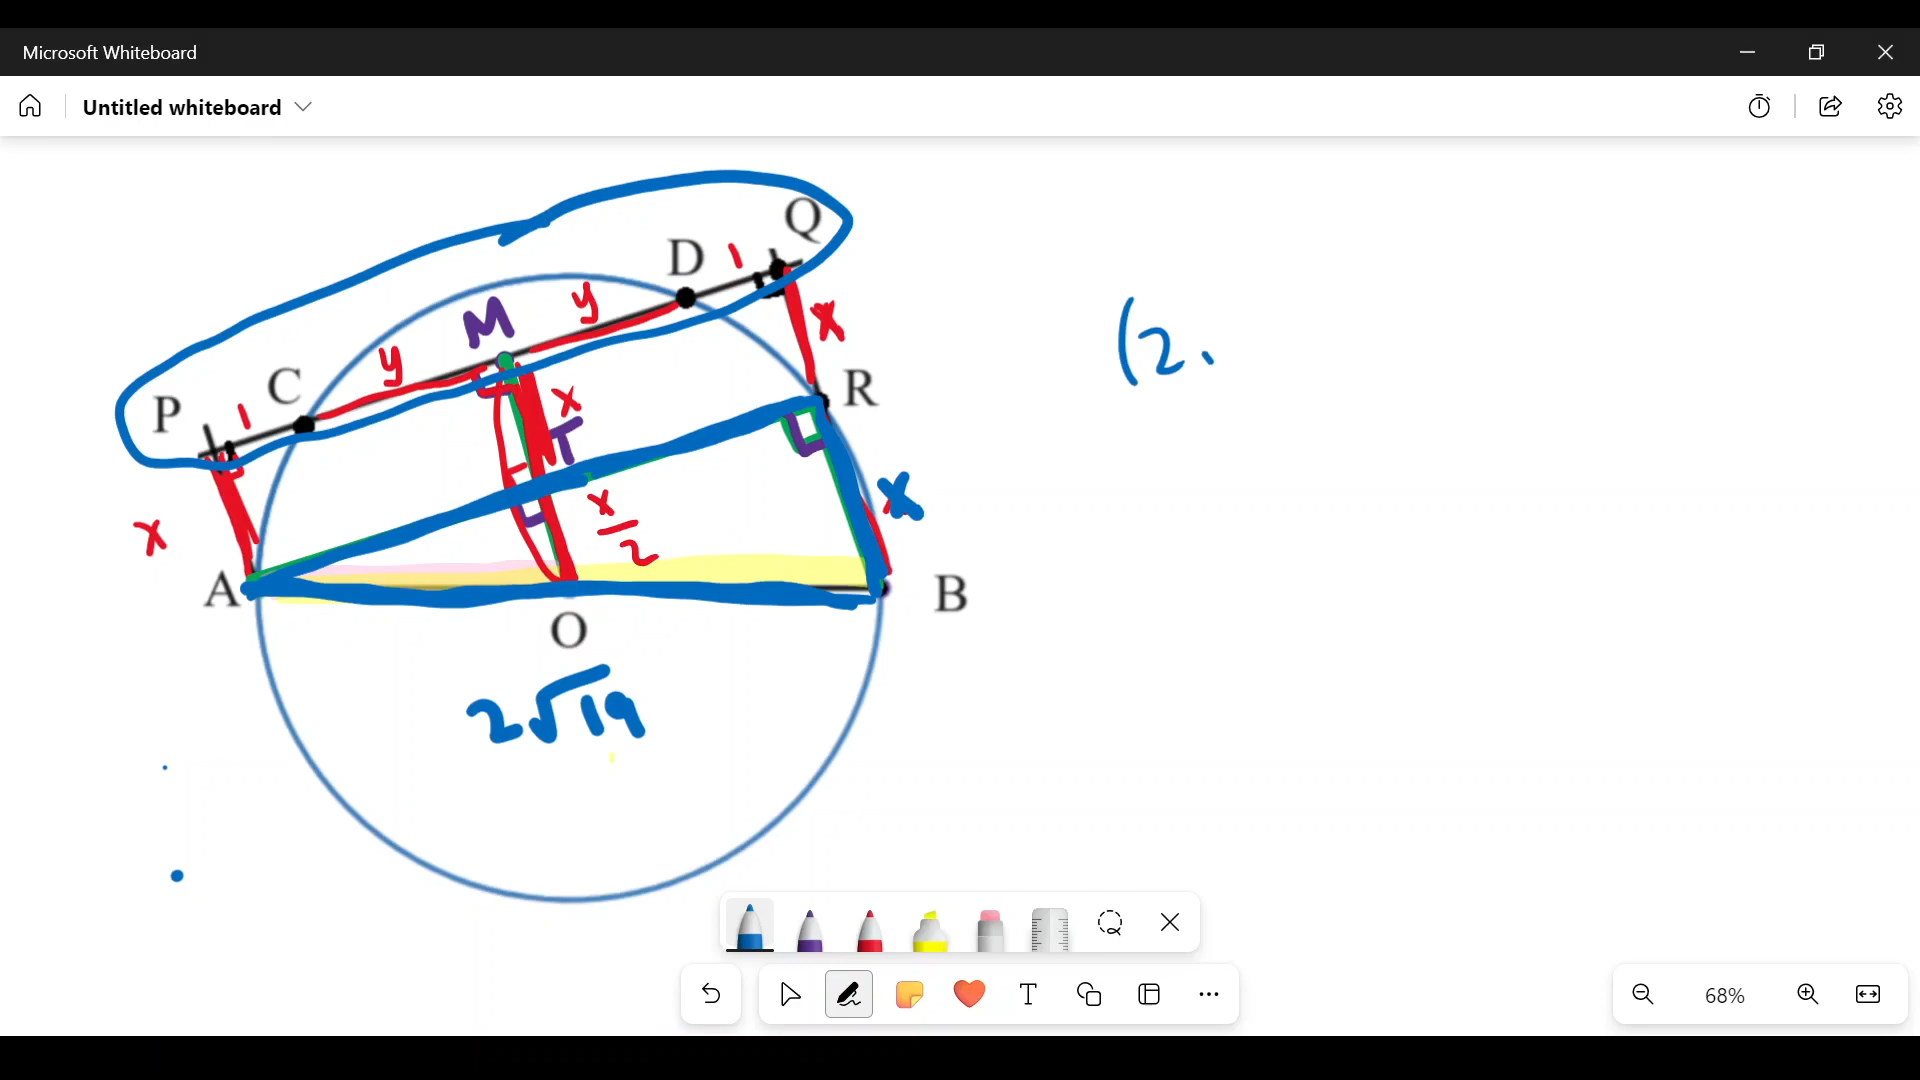 Microsoft Whiteboard
Untitled whiteboard
Q
D 1
y
M
R
C
y
P
1
x
x
T
x
x
x/2
x
A
B
O
2√19
(2.
T
68%